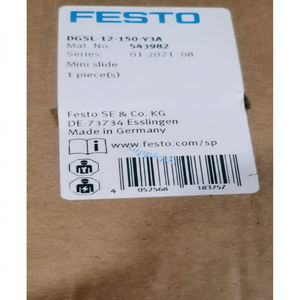 FESTO
DGSL-12-150-Y3A
Mat. No. 543982
Series. 01-2021-08
Mini slide
1 piece(s)
Festo SE & Co. KG
DE-73734 Esslingen
Made in Germany
www.festo.com/sp
4 052568 183257